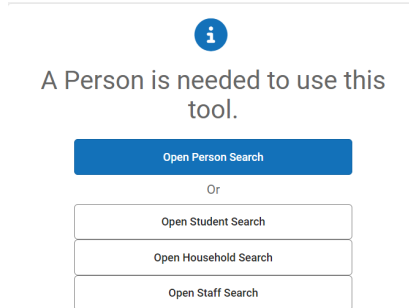 A Person is needed to use this
tool.
Open Person Search
Or
Open Student Search
Open Household Search
Open Staff Search